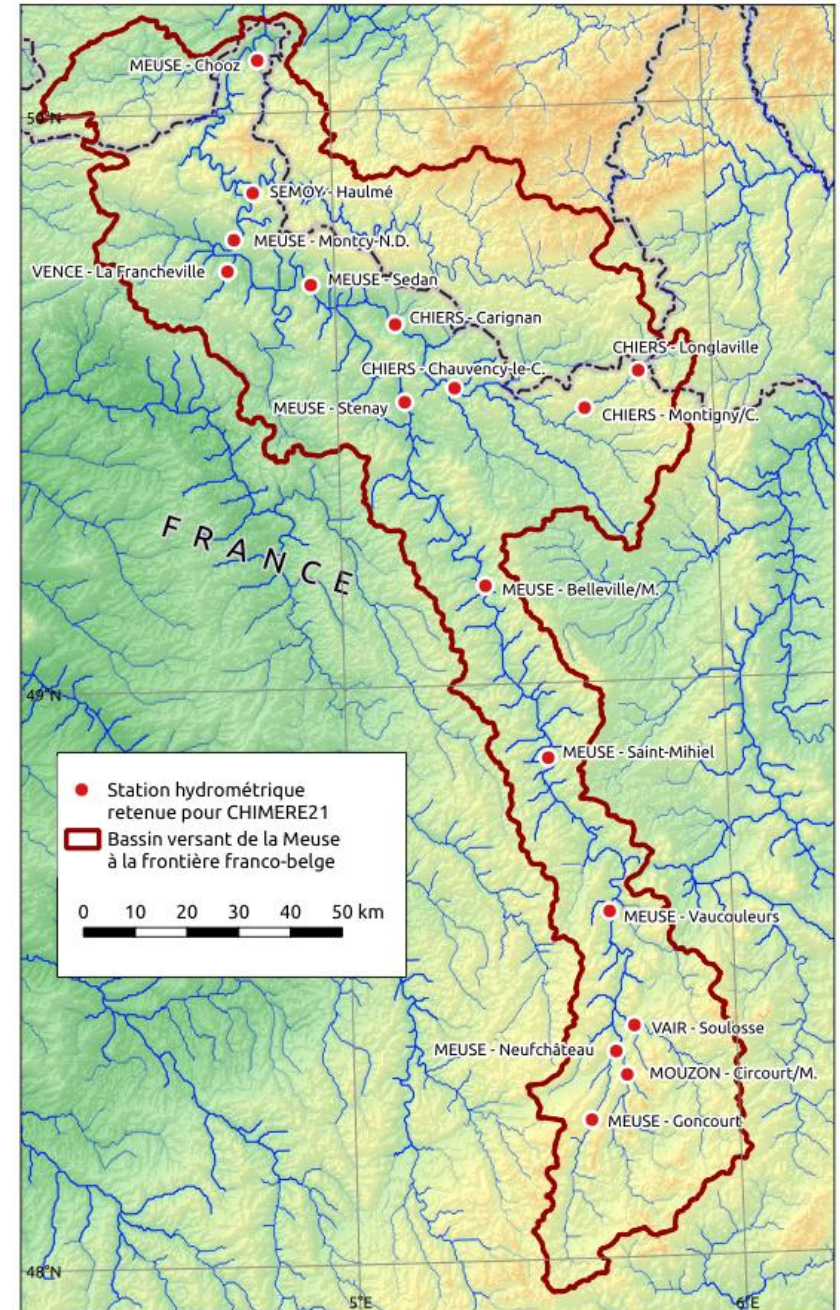 MEUSE - Chooz
50°N
SEMOY - Haulmé
MEUSE - Montcy-N.D.
VENCE - La Francheville
MEUSE - Sedan
CHIERS - Carignan
CHIERS - Longlaville
CHIERS - Chauvency-le-C.
MEUSE - Stenay
CHIERS - Montigny/C.
FRANCE
MEUSE - Belleville/M.
49°N
MEUSE - Saint-Mihiel
Station hydrométrique
retenue pour CHIMERE21
Bassin versant de la Meuse
à la frontière franco-belge
0 10 20 30 40 50 km
MEUSE - Vaucouleurs
VAIR - Soulosse
MEUSE - Neufchâteau
MOUZON - Circourt/M.
MEUSE - Goncourt
48°N
5°E
6°E